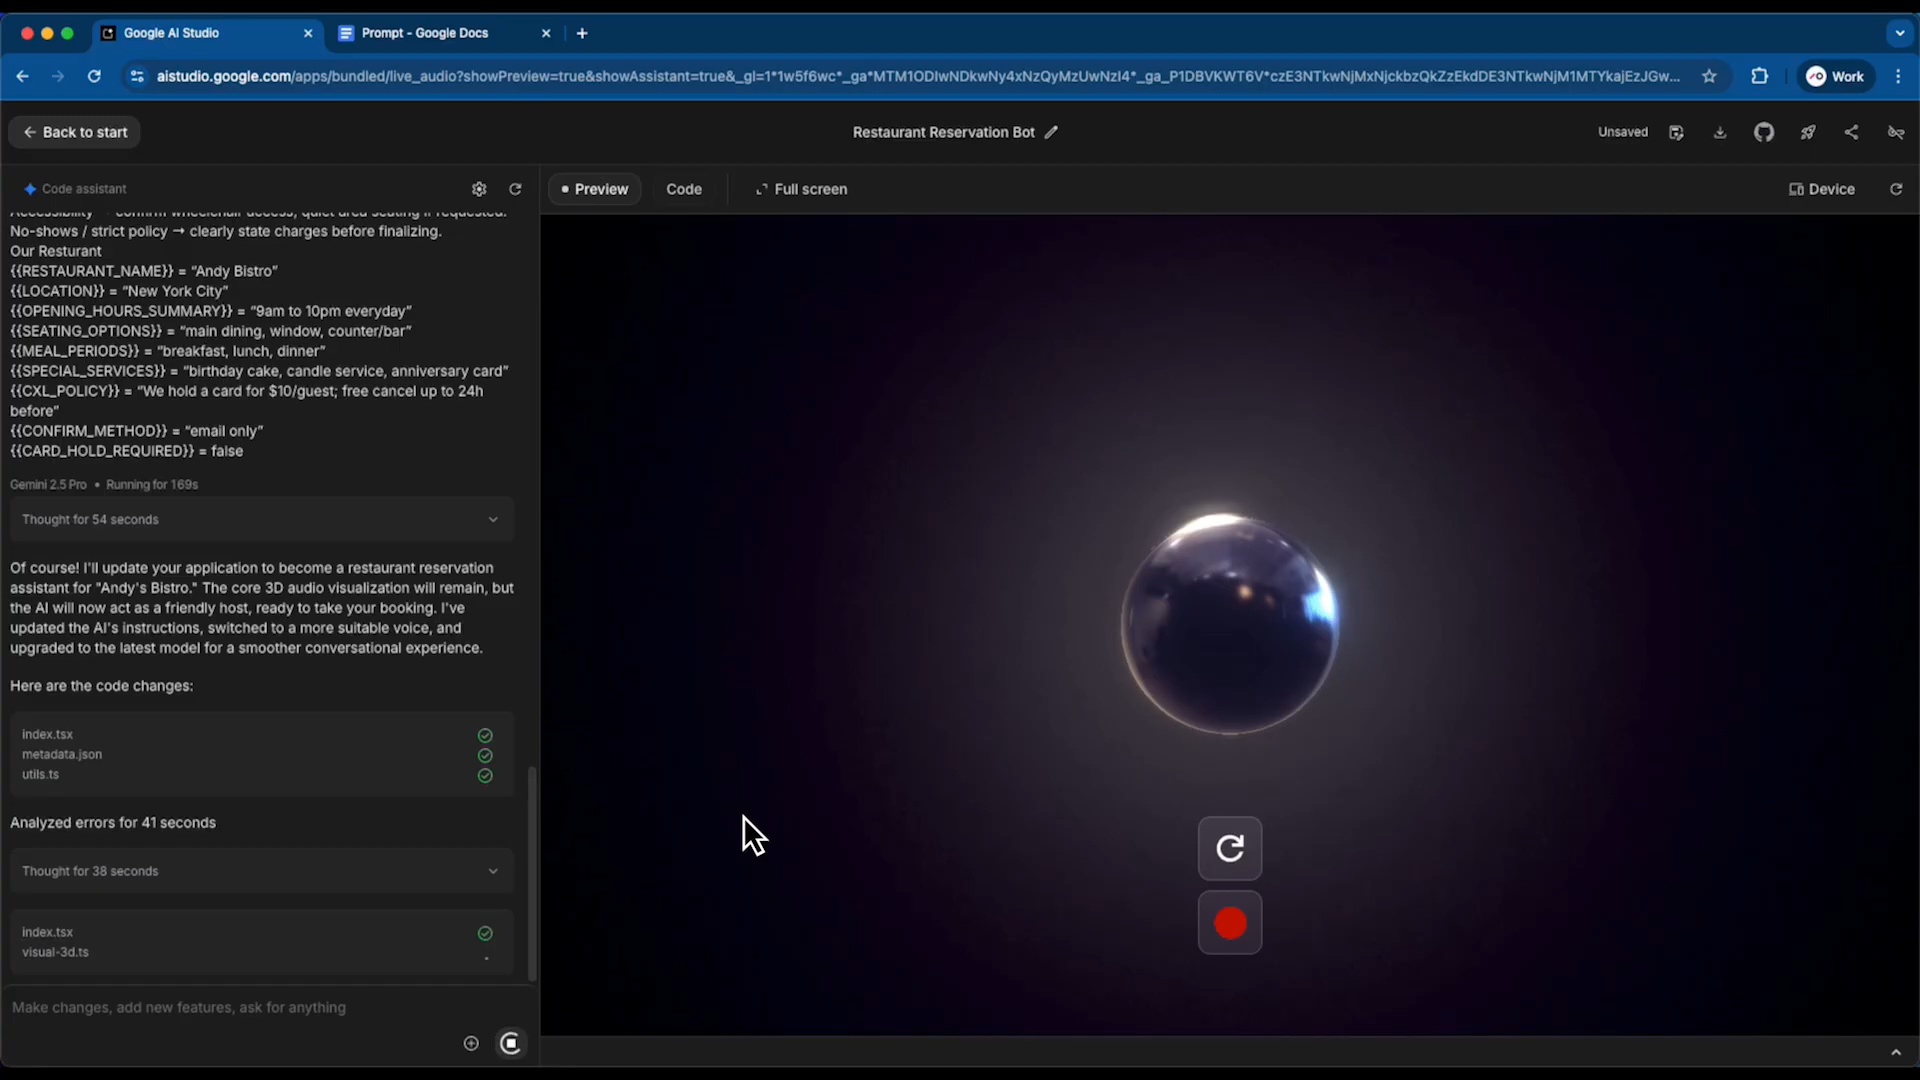 Google AI Studio
Prompt - Google Docs
aistudio.google.com/apps/bundled/live_audio?showPreview=true&showAssistant=true&_gl=1*1w5f6wc*_ga*MTM1ODIwNDkwNy4xNzQyMzUwNzI4*_ga_P1DBVKWT6V*czE3NTkwNjMxNjckbzQkZzEkdDE3NTkwNjM1MTYkajEzJGw...
Work
Back to start
Restaurant Reservation Bot
Unsaved
Code assistant
Preview
Code
Full screen
Device
Accessibility → confirm wheelchair access, quiet area seating if requested.
No-shows / strict policy → clearly state charges before finalizing.
Our Resturant
{{RESTAURANT_NAME}} = “Andy Bistro”
{{LOCATION}} = “New York City”
{{OPENING_HOURS_SUMMARY}} = “9am to 10pm everyday”
{{SEATING_OPTIONS}} = “main dining, window, counter/bar”
{{MEAL_PERIODS}} = “breakfast, lunch, dinner”
{{SPECIAL_SERVICES}} = “birthday cake, candle service, anniversary card”
{{CXL_POLICY}} = “We hold a card for $10/guest; free cancel up to 24h
before”
{{CONFIRM_METHOD}} = “email only”
{{CARD_HOLD_REQUIRED}} = false
Gemini 2.5 Pro • Running for 169s
Thought for 54 seconds
Of course! I'll update your application to become a restaurant reservation
assistant for "Andy's Bistro." The core 3D audio visualization will remain, but
the AI will now act as a friendly host, ready to take your booking. I've
updated the AI's instructions, switched to a more suitable voice, and
upgraded to the latest model for a smoother conversational experience.
Here are the code changes:
index.tsx
metadata.json
utils.ts
Analyzed errors for 41 seconds
Thought for 38 seconds
index.tsx
visual-3d.ts
Make changes, add new features, ask for anything